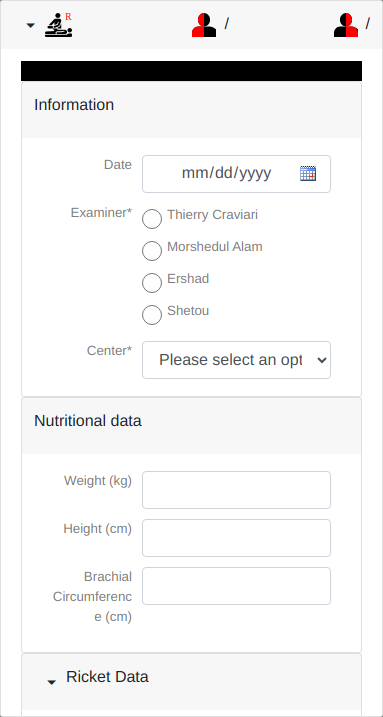 R
/
/
Information
Date
mm/dd/yyyy
Examiner*
Thierry Craviari
Morshedul Alam
Ershad
Shetou
Center*
Please select an opt
Nutritional data
Weight (kg)
Height (cm)
Brachial
Circumferenc
e (cm)
Ricket Data